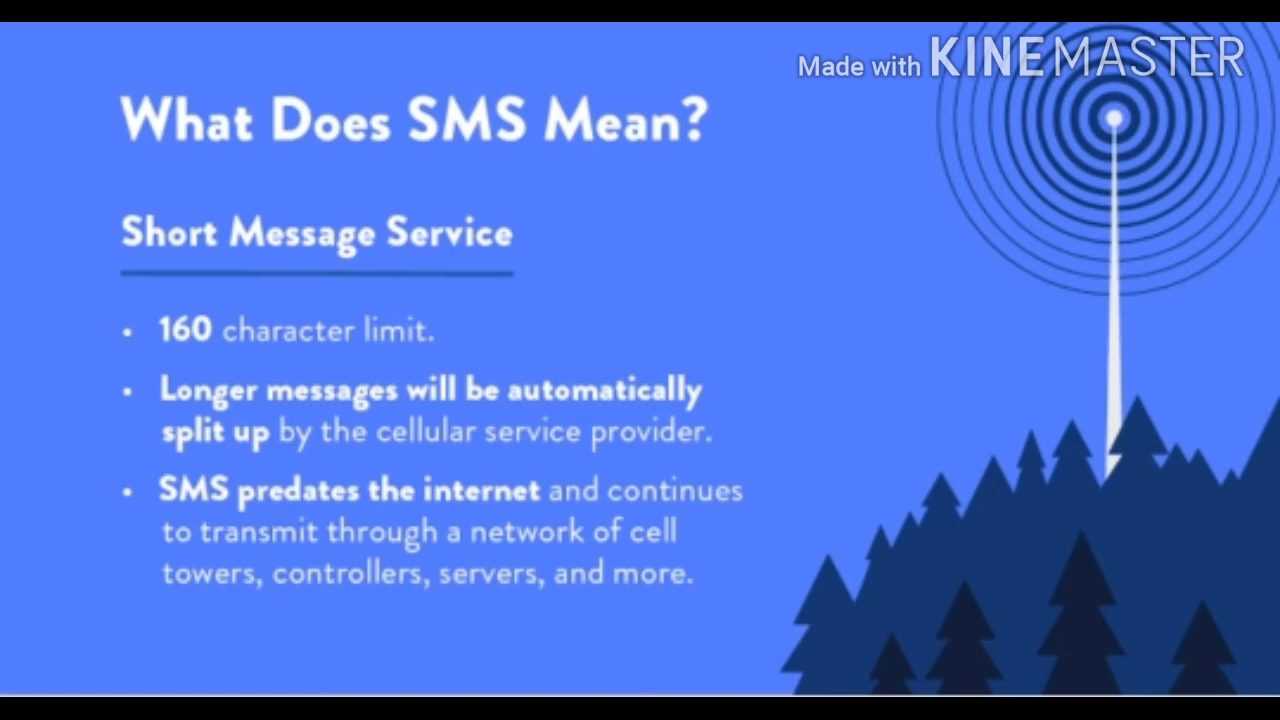 Made with KINEMASTER
What Does SMS Mean?
Short Message Service
• 160 character limit.
• Longer messages will be automatically
split up by the cellular service provider.
• SMS predates the internet and continues
to transmit through a network of cell
towers, controllers, servers, and more.